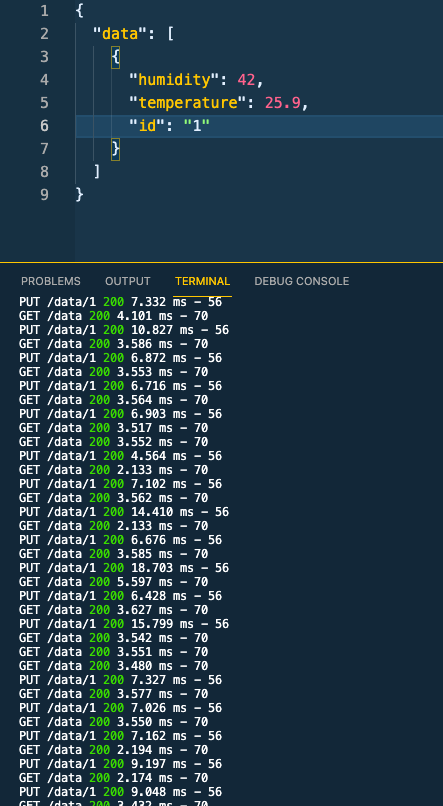 1 {
2 "data": [
3 {
4 "humidity": 42,
5 "temperature": 25.9,
6 "id": "1"
7 }
8 ]
9 }
PROBLEMS OUTPUT TERMINAL DEBUG CONSOLE
PUT /data/1 200 7.332 ms - 56
GET /data 200 4.101 ms - 70
PUT /data/1 200 10.827 ms - 56
GET /data 200 3.586 ms - 70
PUT /data/1 200 6.872 ms - 56
GET /data 200 3.553 ms - 70
PUT /data/1 200 6.716 ms - 56
GET /data 200 3.564 ms - 70
PUT /data/1 200 6.903 ms - 56
GET /data 200 3.517 ms - 70
GET /data 200 3.552 ms - 70
PUT /data/1 200 4.564 ms - 56
GET /data 200 2.133 ms - 70
PUT /data/1 200 7.102 ms - 56
GET /data 200 3.562 ms - 70
PUT /data/1 200 14.410 ms - 56
GET /data 200 2.133 ms - 70
PUT /data/1 200 6.676 ms - 56
GET /data 200 3.585 ms - 70
PUT /data/1 200 18.703 ms - 56
GET /data 200 5.597 ms - 70
PUT /data/1 200 6.428 ms - 56
GET /data 200 3.627 ms - 70
PUT /data/1 200 15.799 ms - 56
GET /data 200 3.542 ms - 70
GET /data 200 3.551 ms - 70
GET /data 200 3.480 ms - 70
PUT /data/1 200 7.327 ms - 56
GET /data 200 3.577 ms - 70
PUT /data/1 200 7.026 ms - 56
GET /data 200 3.550 ms - 70
PUT /data/1 200 7.162 ms - 56
GET /data 200 2.194 ms - 70
PUT /data/1 200 9.197 ms - 56
GET /data 200 2.174 ms - 70
PUT /data/1 200 9.048 ms - 56
GET /data 200 3.432 ms - 70